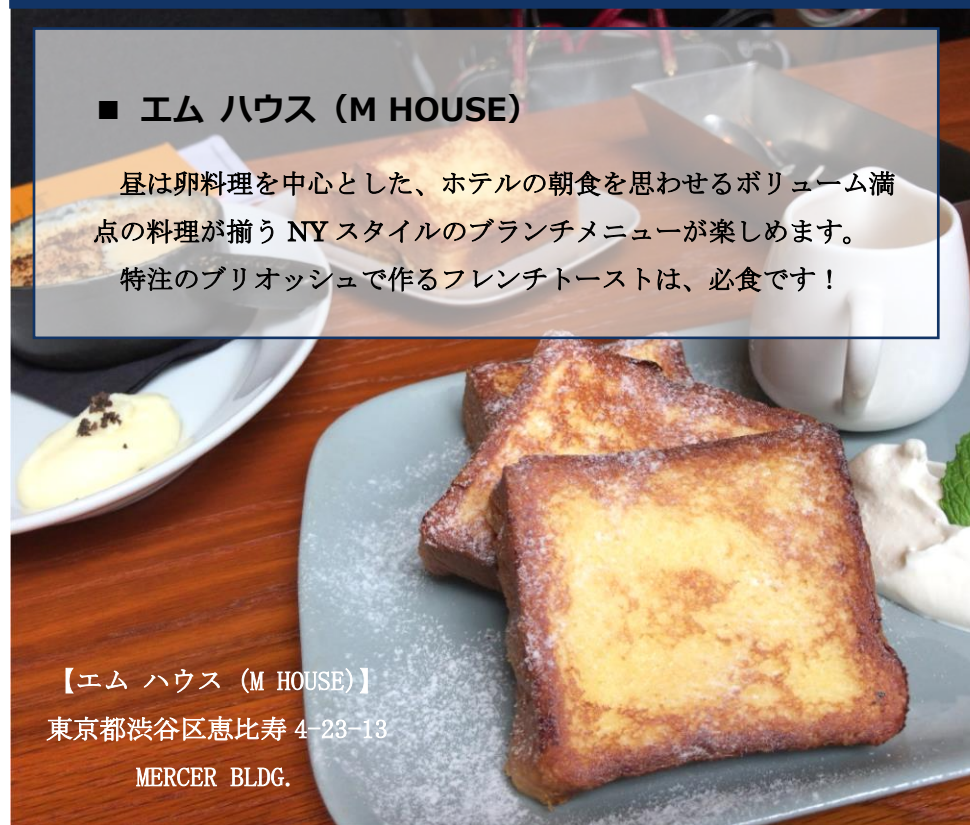 ■ エム ハウス（M HOUSE）
昼は卵料理を中心とした、ホテルの朝食を思わせるボリューム満
点の料理が揃う NY スタイルのブランチメニューが楽しめます。
特注のブリオッシュで作るフレンチトーストは、必食です！
【エム ハウス (M HOUSE)】
東京都渋谷区恵比寿 4-23-13
MERCER BLDG.